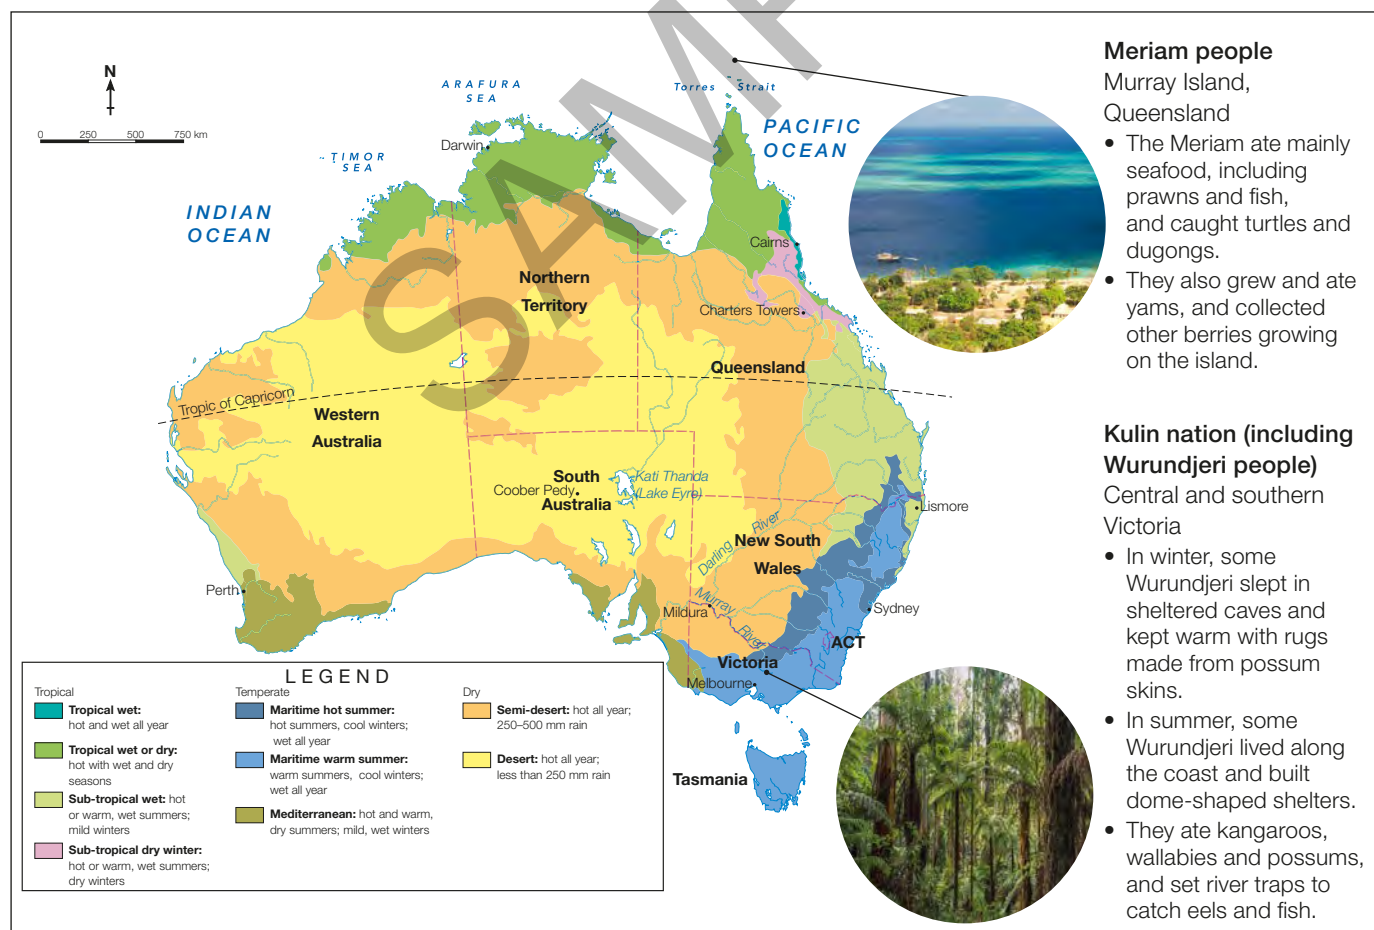 SAMP
N
0 250 500 750 km
ARAFURA
SEA
Torres Strait
PACIFIC
OCEAN
Darwin
TIMOR
SEA
INDIAN
OCEAN
Cairns
Northern
Territory
Charters Towers
Queensland
Tropic of Capricorn
Western
Australia
South
Australia
Coober Pedy
Kati Thanda
(Lake Eyre)
Lismore
Darling River
New South
Wales
Perth
Murray River
Mildura
Sydney
ACT
Victoria
Melbourne
Tasmania
LEGEND
Tropical
Tropical wet:
hot and wet all year
Tropical wet or dry:
hot with wet and dry
seasons
Sub-tropical wet: hot
or warm, wet summers;
mild winters
Sub-tropical dry winter:
hot or warm, wet summers;
dry winters
Temperate
Maritime hot summer:
hot summers, cool winters;
wet all year
Maritime warm summer:
warm summers, cool winters;
wet all year
Mediterranean: hot and warm,
dry summers; mild, wet winters
Dry
Semi-desert: hot all year;
250–500 mm rain
Desert: hot all year;
less than 250 mm rain
Meriam people
Murray Island,
Queensland
• The Meriam ate mainly
seafood, including
prawns and fish,
and caught turtles and
dugongs.
• They also grew and ate
yams, and collected
other berries growing
on the island.
Kulin nation (including
Wurundjeri people)
Central and southern
Victoria
• In winter, some
Wurundjeri slept in
sheltered caves and
kept warm with rugs
made from possum
skins.
• In summer, some
Wurundjeri lived along
the coast and built
dome-shaped shelters.
• They ate kangaroos,
wallabies and possums,
and set river traps to
catch eels and fish.